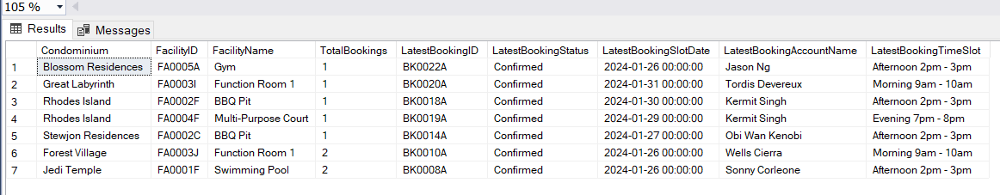 105 %
Results Messages
Condominium FacilityID FacilityName TotalBookings LatestBookingID LatestBookingStatus LatestBookingSlotDate LatestBookingAccountName LatestBookingTimeSlot
1 Blossom Residences FA0005A Gym 1 BK0022A Confirmed 2024-01-26 00:00:00 Jason Ng Afternoon 2pm - 3pm
2 Great Labyrinth FA0003I Function Room 1 1 BK0020A Confirmed 2024-01-31 00:00:00 Tordis Devereux Morning 9am - 10am
3 Rhodes Island FA0002F BBQ Pit 1 BK0018A Confirmed 2024-01-30 00:00:00 Kermit Singh Afternoon 2pm - 3pm
4 Rhodes Island FA0004F Multi-Purpose Court 1 BK0019A Confirmed 2024-01-29 00:00:00 Kermit Singh Evening 7pm - 8pm
5 Stewjon Residences FA0002C BBQ Pit 1 BK0014A Confirmed 2024-01-27 00:00:00 Obi Wan Kenobi Afternoon 2pm - 3pm
6 Forest Village FA0003J Function Room 1 2 BK0010A Confirmed 2024-01-26 00:00:00 Wells Cierra Morning 9am - 10am
7 Jedi Temple FA0001F Swimming Pool 2 BK0008A Confirmed 2024-01-26 00:00:00 Sonny Corleone Afternoon 2pm - 3pm